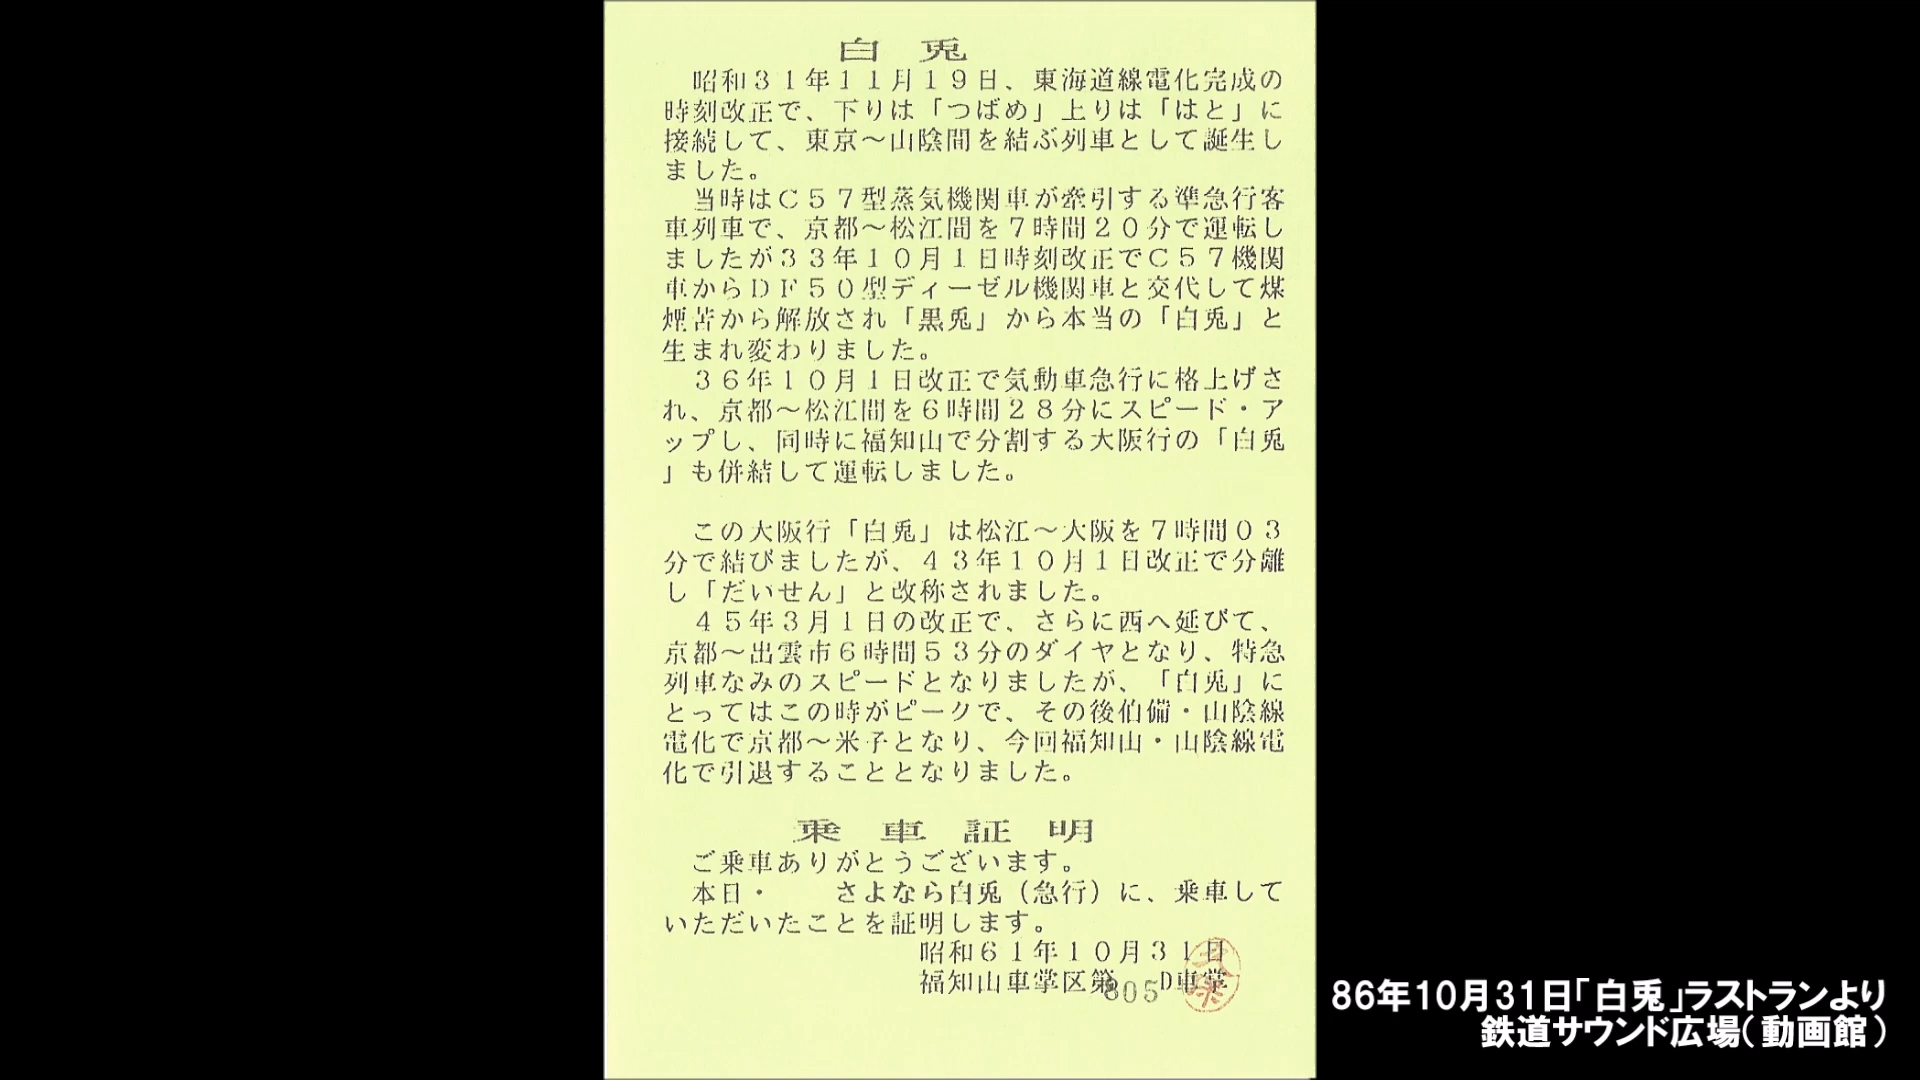 白兎
昭和31年11月19日、東海道線電化完成の
時刻改正で、下りは「つばめ」上りは「はと」に
接続して、東京～山陰間を結ぶ列車として誕生し
ました。
当時はC57型蒸気機関車が牽引する準急行客
車列車で、京都～松江間を7時間20分で運転し
ましたが33年10月1日時刻改正でC57機関
車からDF50型ディーゼル機関車と交代して煤
煙苦から解放され「黒兎」から本当の「白兎」と
生まれ変わりました。
36年10月1日改正で気動車急行に格上げさ
れ、京都～松江間を6時間28分にスピード・ア
ップし、同時に福知山で分割する大阪行の「白兎
」も併結して運転しました。
この大阪行「白兎」は松江～大阪を7時間03
分で結びましたが、43年10月1日改正で分離
し「だいせん」と改称されました。
45年3月1日の改正で、さらに西へ延びて、
京都～出雲市6時間53分のダイヤとなり、特急
列車なみのスピードとなりましたが、「白兎」に
とってはこの時がピークで、その後伯備・山陰線
電化で京都～米子となり、今回福知山・山陰線電
化で引退することとなりました。
乗車証明
ご乗車ありがとうございます。
本日・　　さよなら白兎（急行）に、乗車して
いただいたことを証明します。
昭和61年10月31日
福知山車掌区第805D車掌
86年10月31日「白兎」ラストランより
鉄道サウンド広場（動画館）